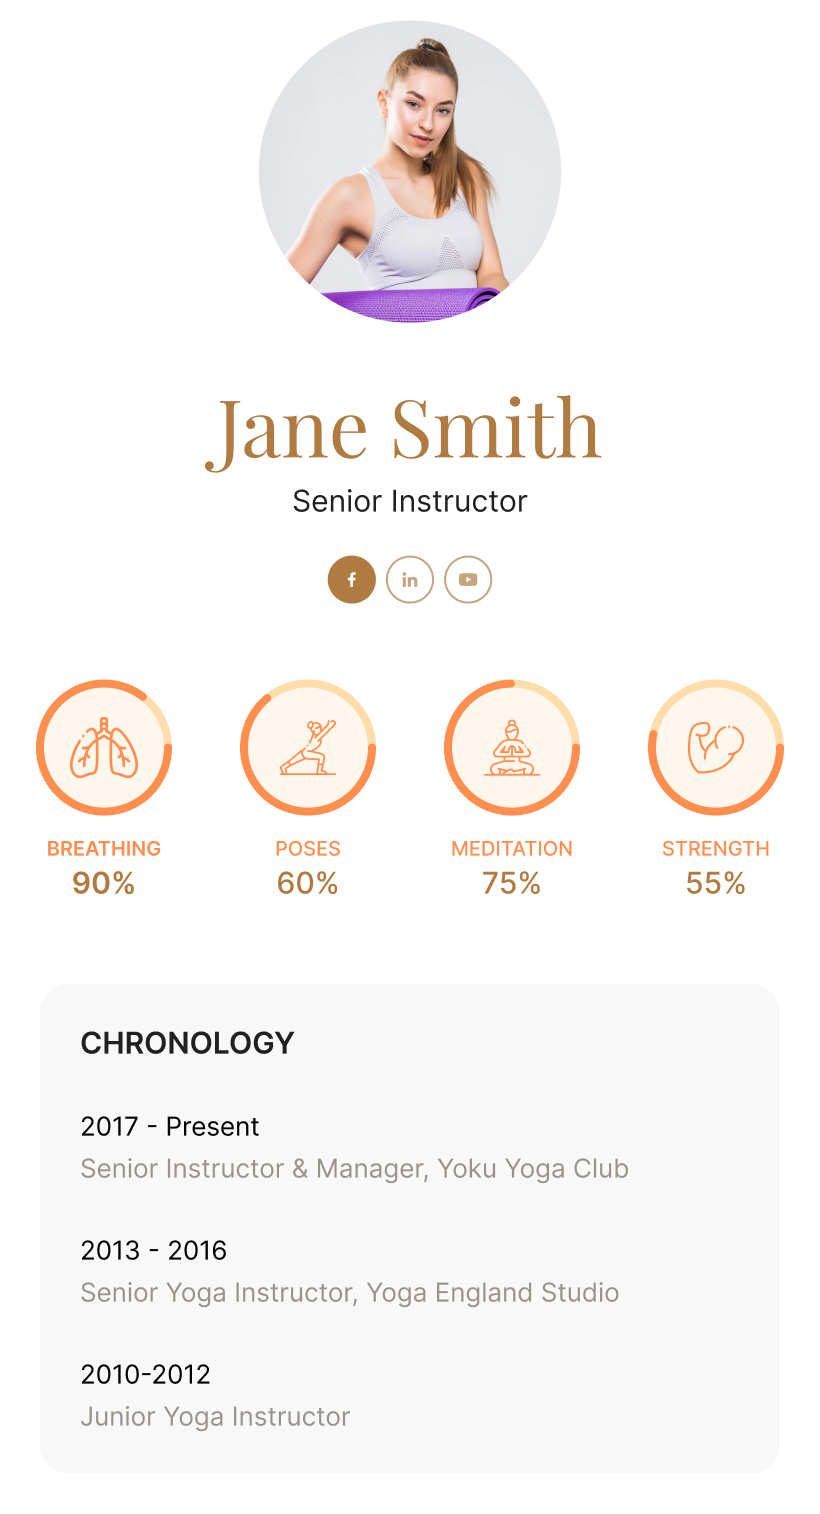 Jane Smith
Senior Instructor
f
in
BREATHING
90%
POSES
60%
MEDITATION
75%
STRENGTH
55%
CHRONOLOGY
2017 - Present
Senior Instructor & Manager, Yoku Yoga Club
2013 - 2016
Senior Yoga Instructor, Yoga England Studio
2010-2012
Junior Yoga Instructor